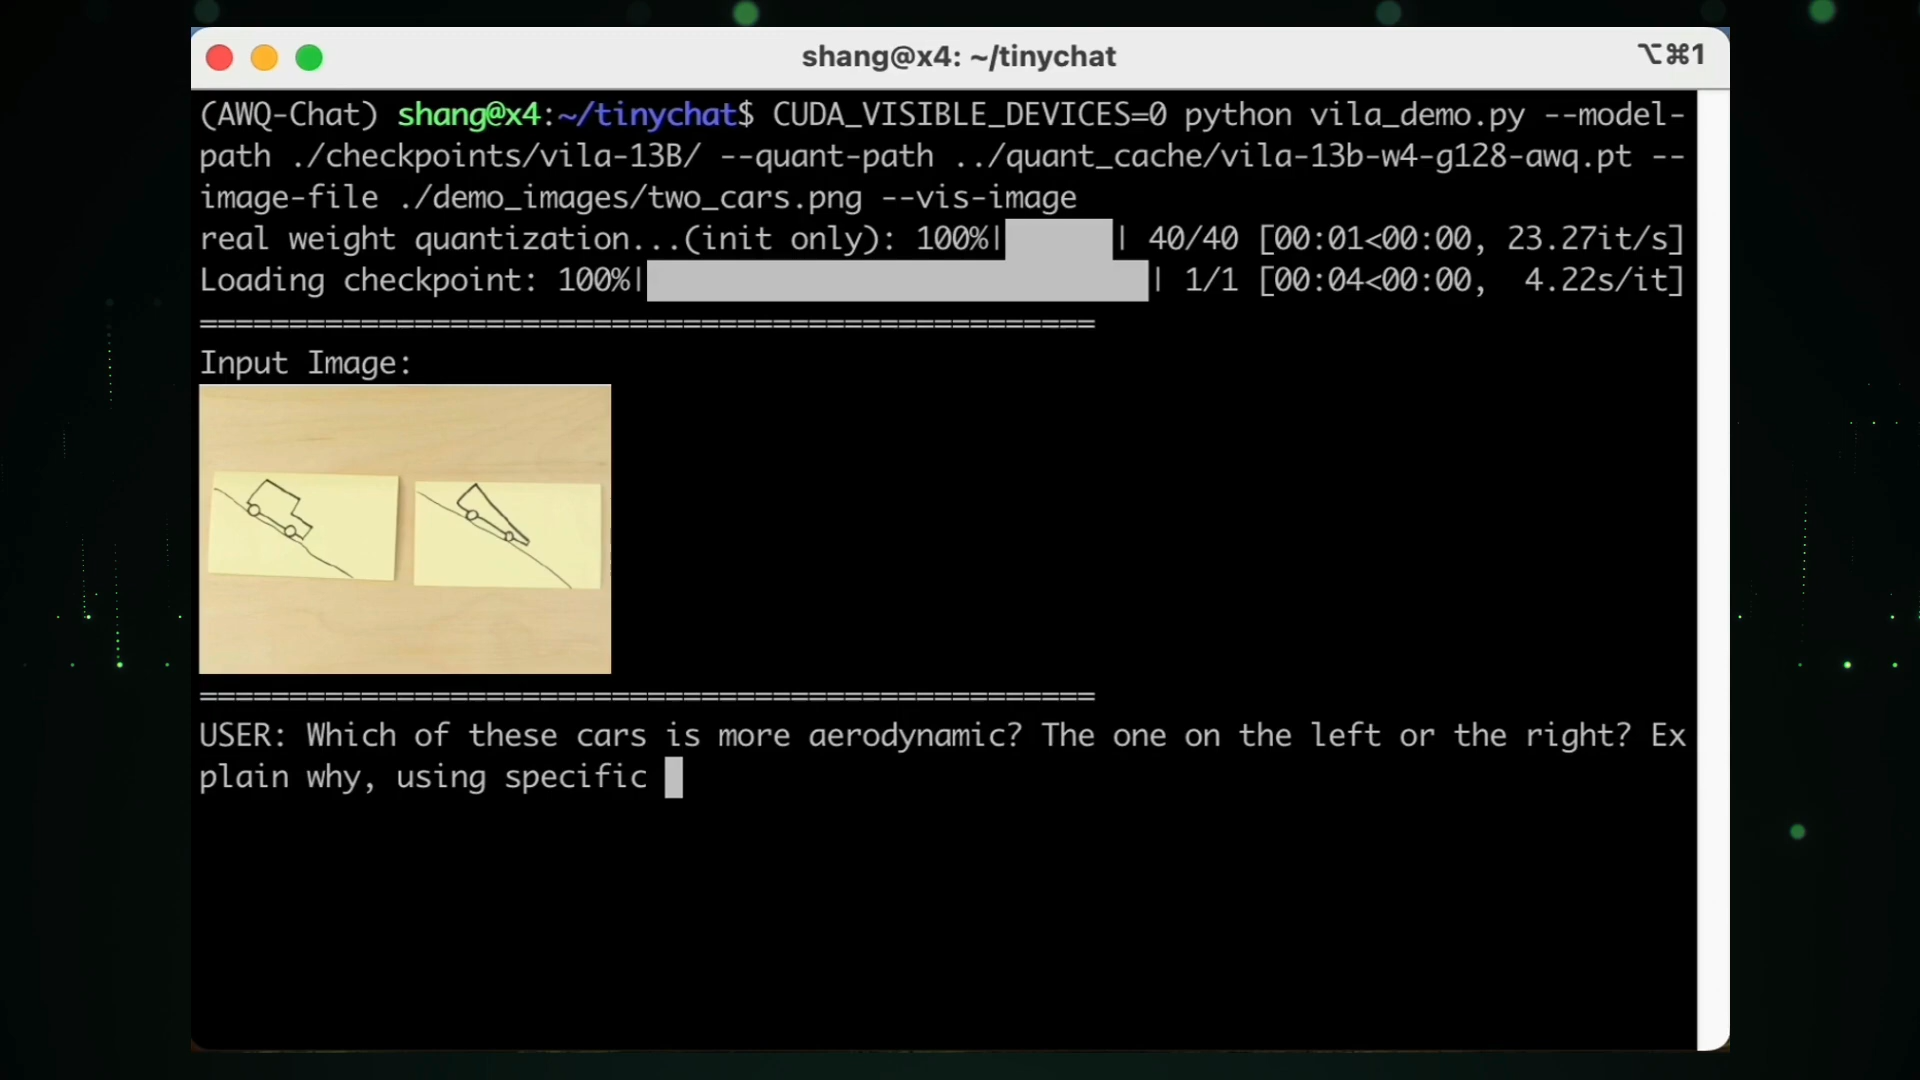 shang@x4: ~/tinychat
⌥⌘1
(AWQ-Chat) shang@x4:~/tinychat$ CUDA_VISIBLE_DEVICES=0 python vila_demo.py --model-
path ./checkpoints/vila-13B/ --quant-path ../quant_cache/vila-13b-w4-g128-awq.pt --
image-file ./demo_images/two_cars.png --vis-image
real weight quantization...(init only): 100%|██████| 40/40 [00:01<00:00, 23.27it/s]
Loading checkpoint: 100%|████████████████████████████| 1/1 [00:04<00:00,  4.22s/it]
==================================================
Input Image:
==================================================
USER: Which of these cars is more aerodynamic? The one on the left or the right? Ex
plain why, using specific